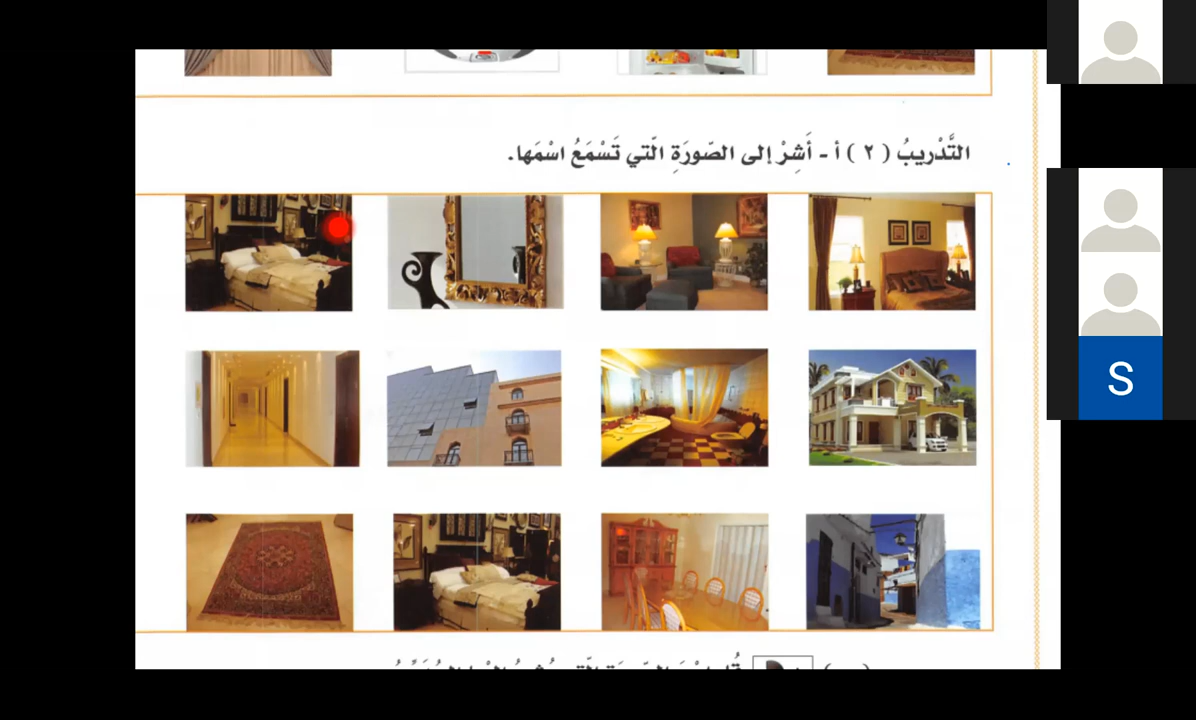 التَّدْرِيبُ ( ٢ ) أ - أَشِرْ إِلى الصّورَةِ الّتي تَسْمَعُ اسْمَها.
S